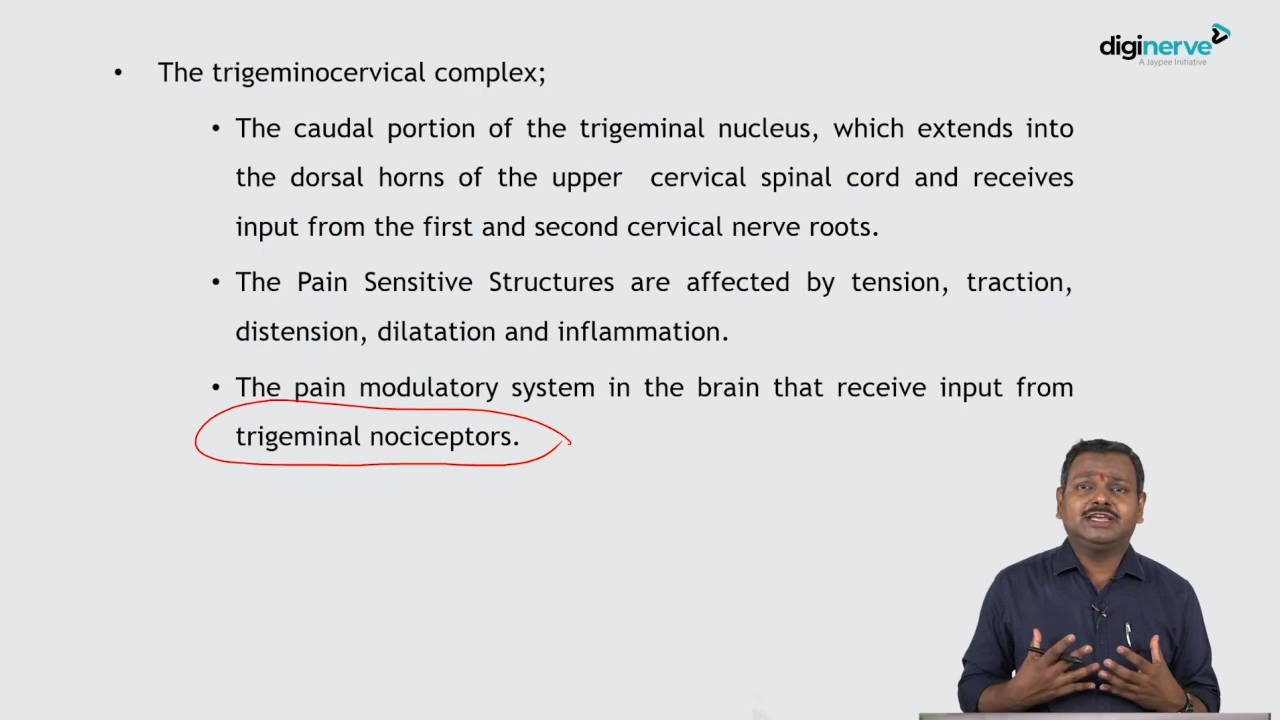 diginerve
A Jaypee Initiative
• The trigeminocervical complex;
• The caudal portion of the trigeminal nucleus, which extends into
the dorsal horns of the upper cervical spinal cord and receives
input from the first and second cervical nerve roots.
• The Pain Sensitive Structures are affected by tension, traction,
distension, dilatation and inflammation.
• The pain modulatory system in the brain that receive input from
trigeminal nociceptors.